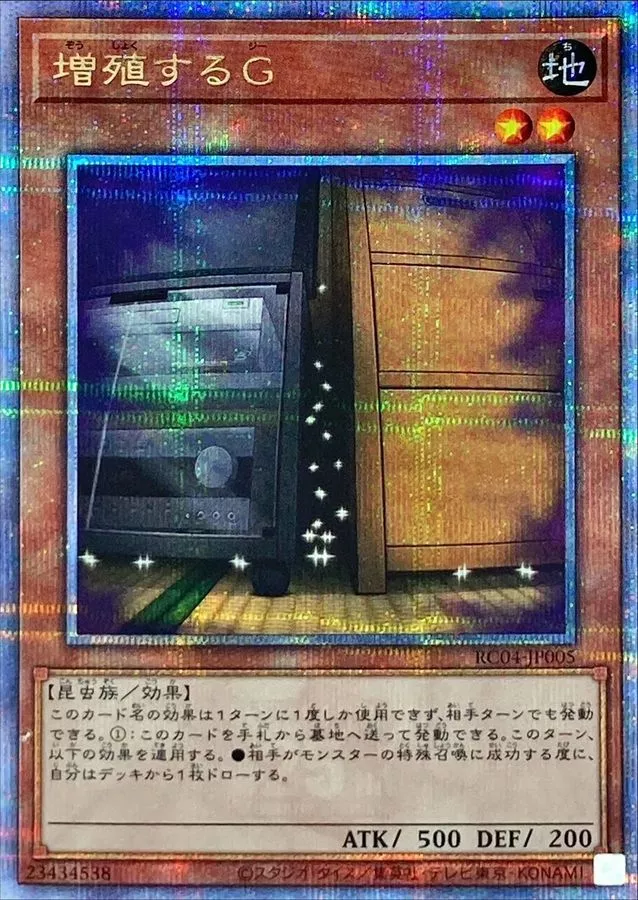 増殖するG
地
RC04-JP005
【昆虫族／効果】
このカード名の効果は１ターンに１度しか使用できず、相手ターンでも発動
できる。①：このカードを手札から墓地へ送って発動できる。このターン、
以下の効果を適用する。●相手がモンスターの特殊召喚に成功する度に、
自分はデッキから１枚ドローする。
ATK/ 500 DEF/ 200
23434538 ©スタジオ・ダイス／集英社・テレビ東京・KONAMI